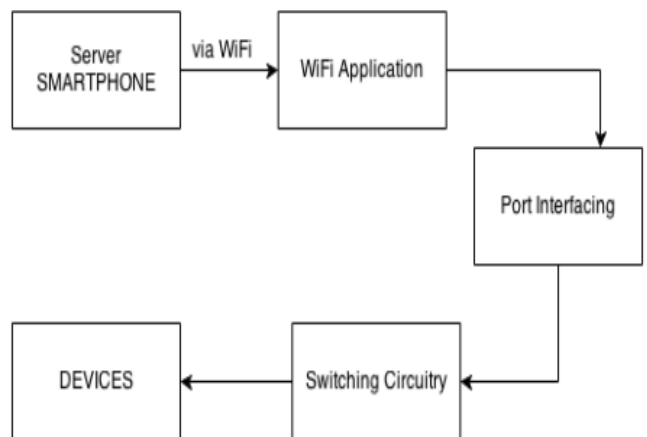 Server
SMARTPHONE
via WiFi
WiFi Application
Port Interfacing
Switching Circuitry
DEVICES